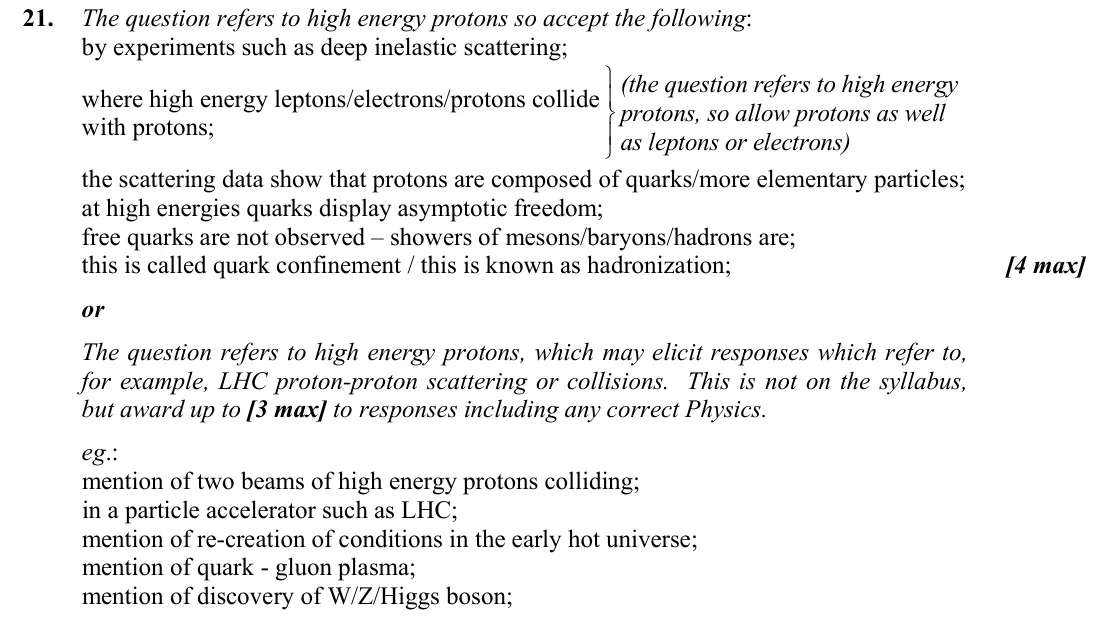 21. The question refers to high energy protons so accept the following:
by experiments such as deep inelastic scattering;
where high energy leptons/electrons/protons collide
with protons;
(the question refers to high energy
protons, so allow protons as well
as leptons or electrons)
the scattering data show that protons are composed of quarks/more elementary particles;
at high energies quarks display asymptotic freedom;
free quarks are not observed – showers of mesons/baryons/hadrons are;
this is called quark confinement / this is known as hadronization; [4 max]
or
The question refers to high energy protons, which may elicit responses which refer to,
for example, LHC proton-proton scattering or collisions. This is not on the syllabus,
but award up to [3 max] to responses including any correct Physics.
eg.:
mention of two beams of high energy protons colliding;
in a particle accelerator such as LHC;
mention of re-creation of conditions in the early hot universe;
mention of quark - gluon plasma;
mention of discovery of W/Z/Higgs boson;